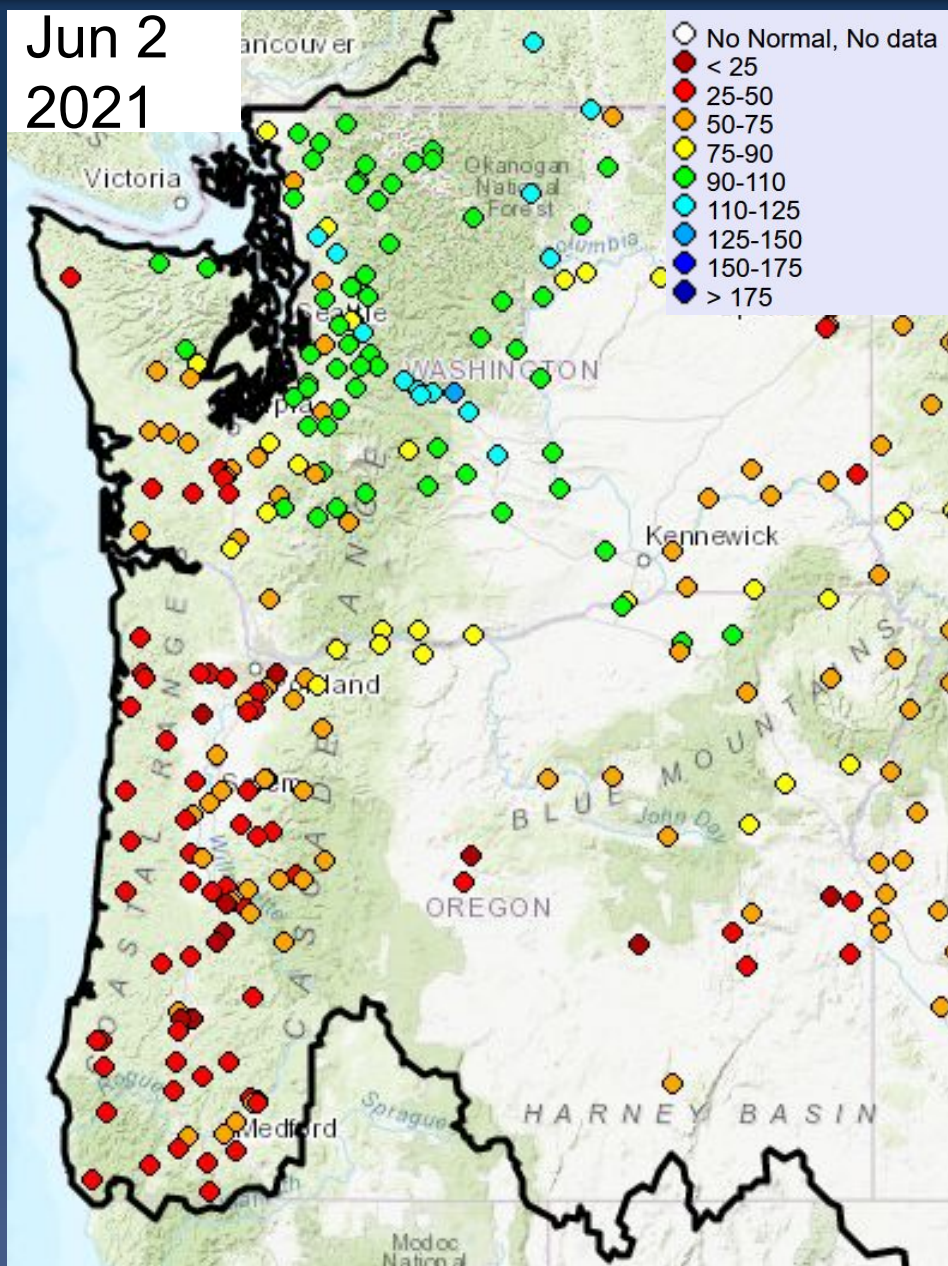 Jun 2
2021
ancouver
Victoria
No Normal, No data
< 25
25-50
50-75
75-90
90-110
110-125
125-150
150-175
> 175
Okanogan
National
Forest
olumbia
Seattle
WASHINGTON
Kennewick
RANGE
Portland
COASTAL RANGE
CASCADE
Salem
BLUE MOUNTAINS
John Day
OREGON
Rogue
Sprague
HARNEY BASIN
Medford
Modoc
National